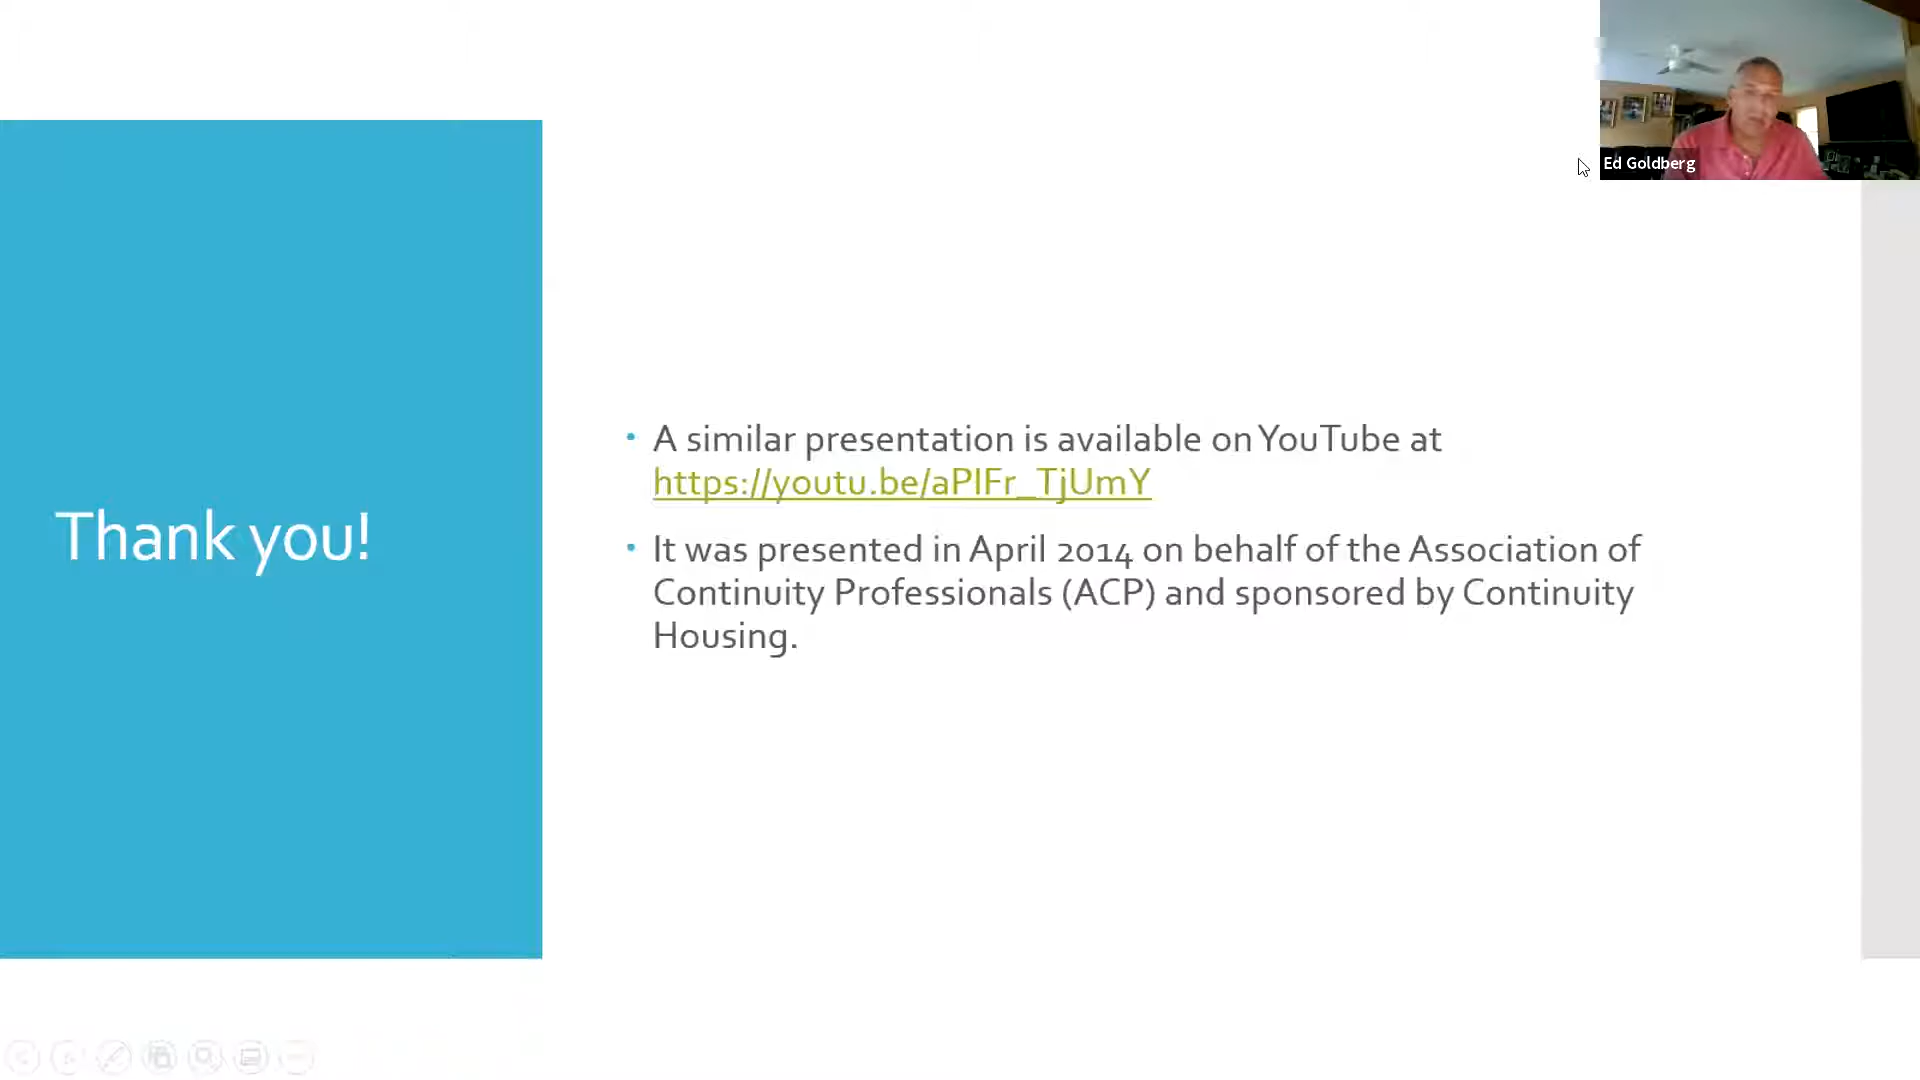 Ed Goldberg
Thank you!
• A similar presentation is available on YouTube at
https://youtu.be/aPIFr_TjUmY
• It was presented in April 2014 on behalf of the Association of
Continuity Professionals (ACP) and sponsored by Continuity
Housing.